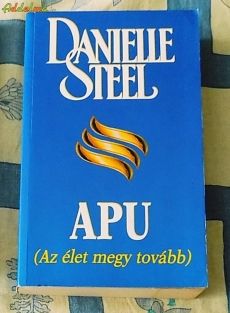 DANIELLE
STEEL
APU
(Az élet megy tovább)